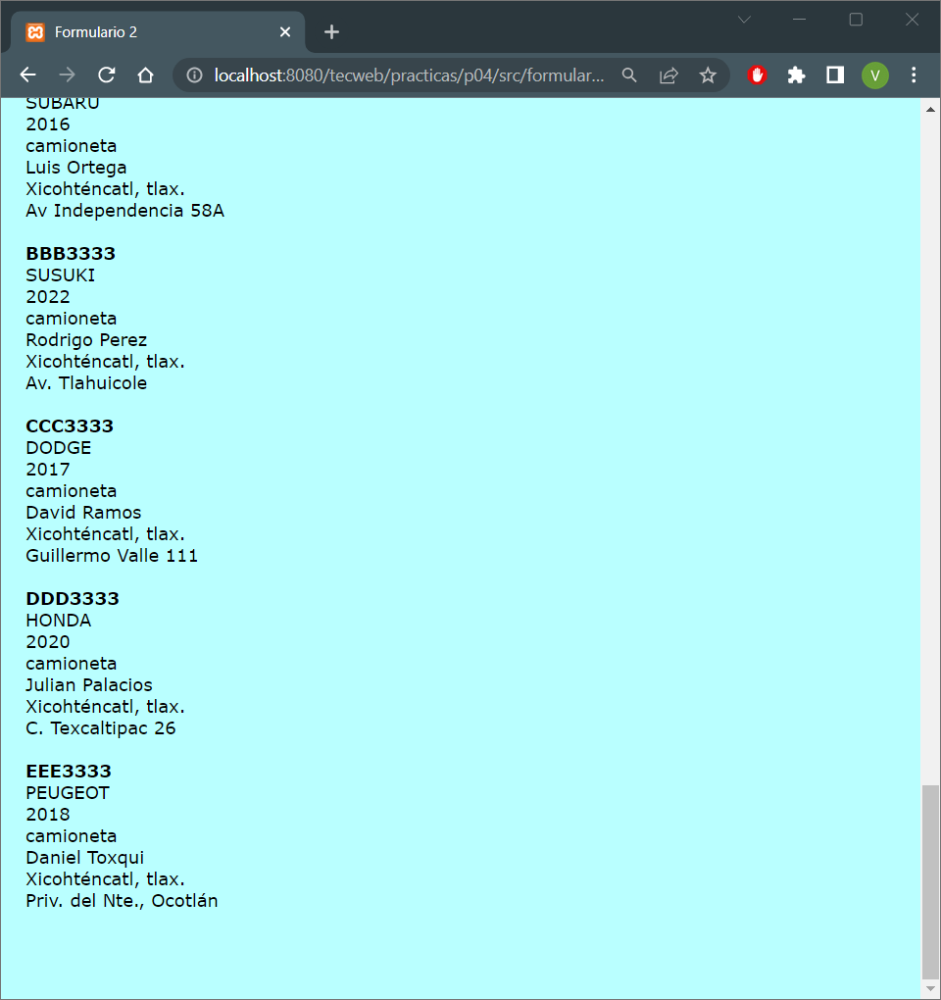 Formulario 2
localhost:8080/tecweb/practicas/p04/src/formular...
V
SUBARU
2016
camioneta
Luis Ortega
Xicohténcatl, tlax.
Av Independencia 58A
BBB3333
SUSUKI
2022
camioneta
Rodrigo Perez
Xicohténcatl, tlax.
Av. Tlahuicole
CCC3333
DODGE
2017
camioneta
David Ramos
Xicohténcatl, tlax.
Guillermo Valle 111
DDD3333
HONDA
2020
camioneta
Julian Palacios
Xicohténcatl, tlax.
C. Texcaltipac 26
EEE3333
PEUGEOT
2018
camioneta
Daniel Toxqui
Xicohténcatl, tlax.
Priv. del Nte., Ocotlán